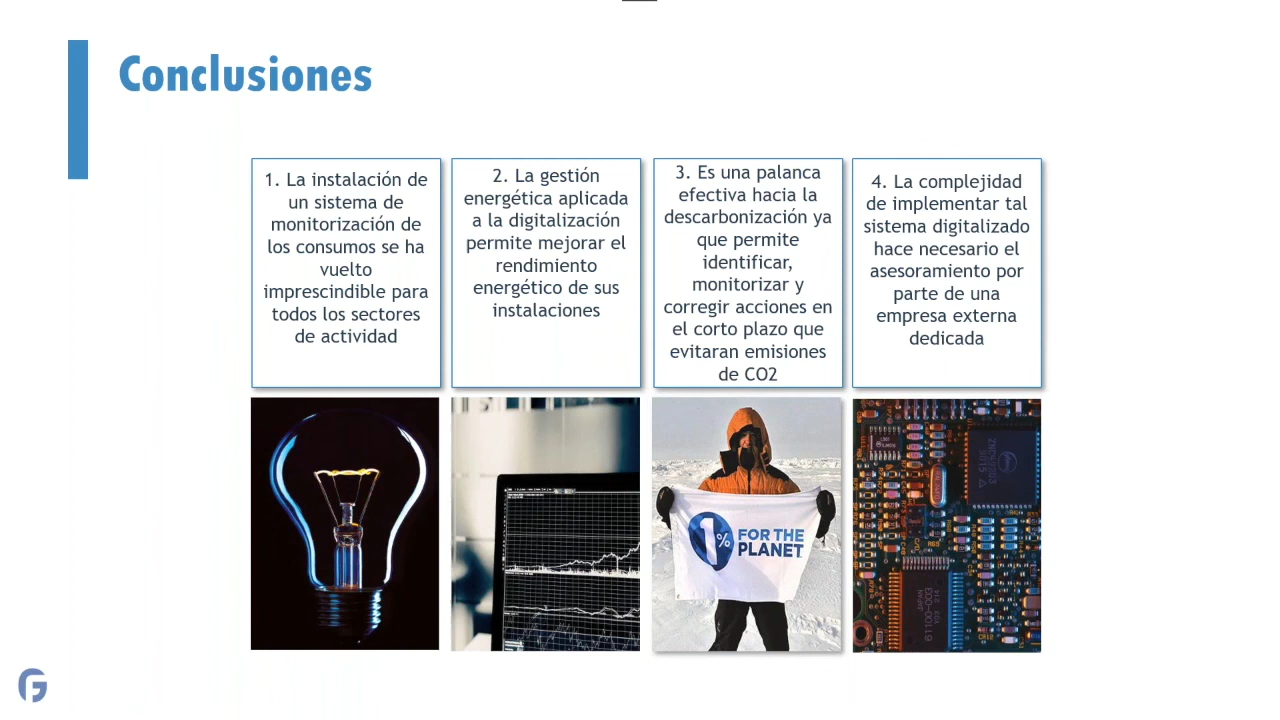 Conclusiones
1. La instalación de
un sistema de
monitorización de
los consumos se ha
vuelto
imprescindible para
todos los sectores
de actividad
2. La gestión
energética aplicada
a la digitalización
permite mejorar el
rendimiento
energético de sus
instalaciones
3. Es una palanca
efectiva hacia la
descarbonización ya
que permite
identificar,
monitorizar y
corregir acciones en
el corto plazo que
evitaran emisiones
de CO2
4. La complejidad
de implementar tal
sistema digitalizado
hace necesario el
asesoramiento por
parte de una
empresa externa
dedicada
1%
FOR THE
PLANET